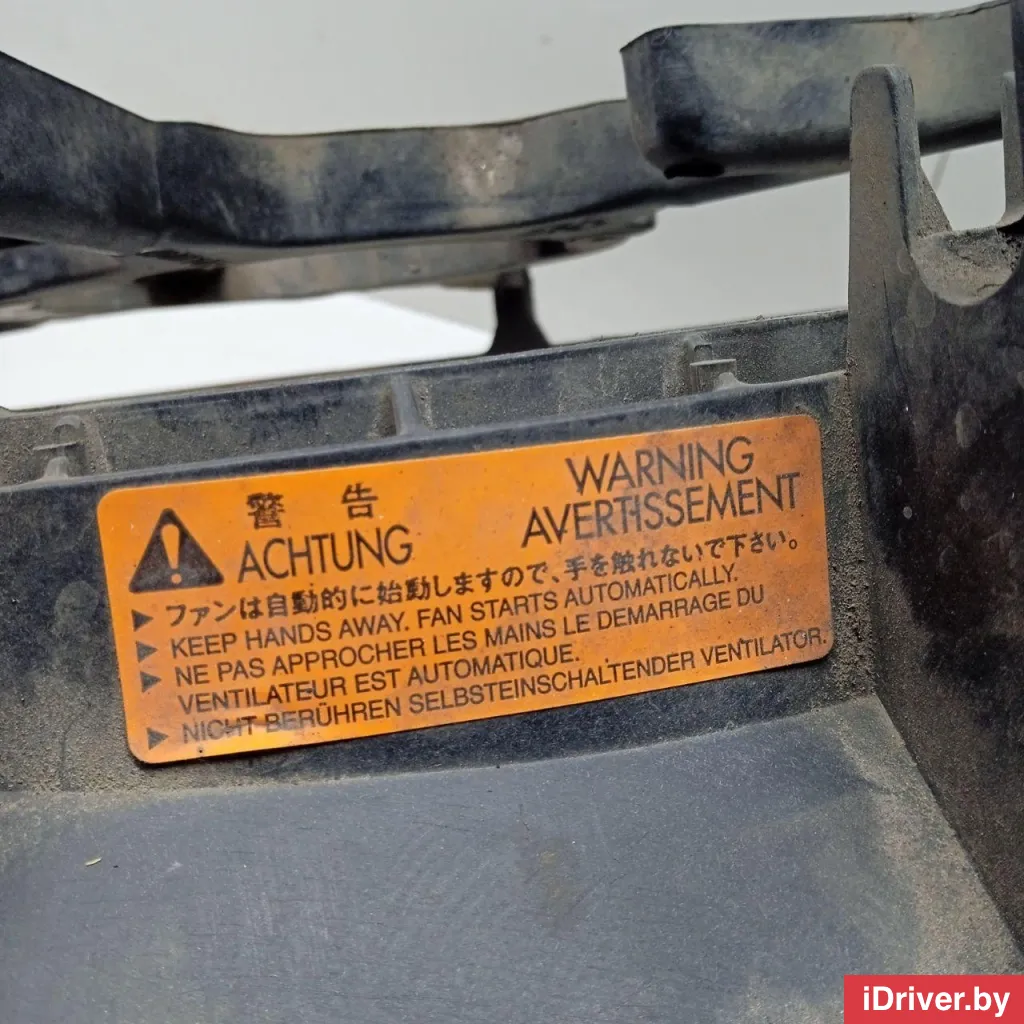 警告
ACHTUNG
WARNING
AVERTISSEMENT
ファンは自動的に始動しますので、手を触れないで下さい。
KEEP HANDS AWAY. FAN STARTS AUTOMATICALLY.
NE PAS APPROCHER LES MAINS LE DEMARRAGE DU
VENTILATEUR EST AUTOMATIQUE.
NICHT BERÜHREN SELBSTEINSCHALTENDER VENTILATOR.
iDriver.by